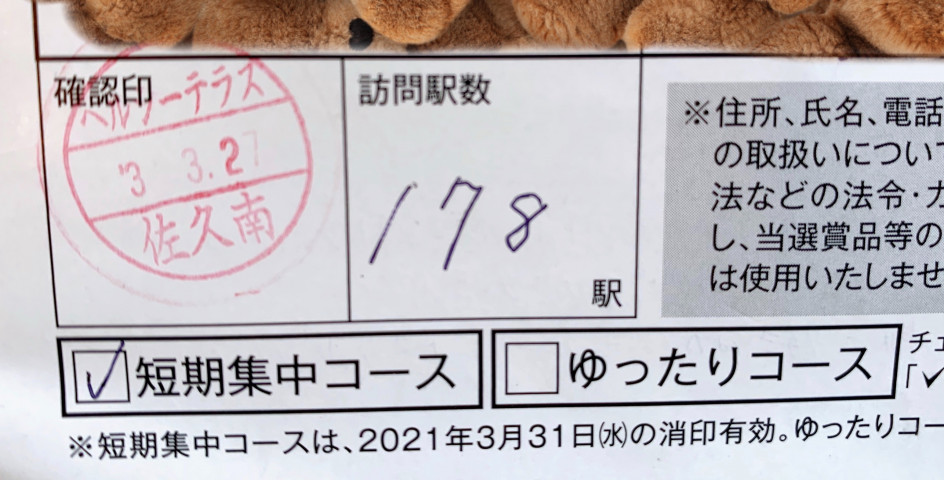 確認印
ヘルシーテラス
3.3.27
佐久南
訪問駅数
178
駅
※住所、氏名、電話
の取扱いについて
法などの法令・ガ
し、当選賞品等の
は使用いたしませ
✓短期集中コース
ゆったりコース
チェ
「✓
※短期集中コースは、2021年3月31日㈬の消印有効。ゆったりコー